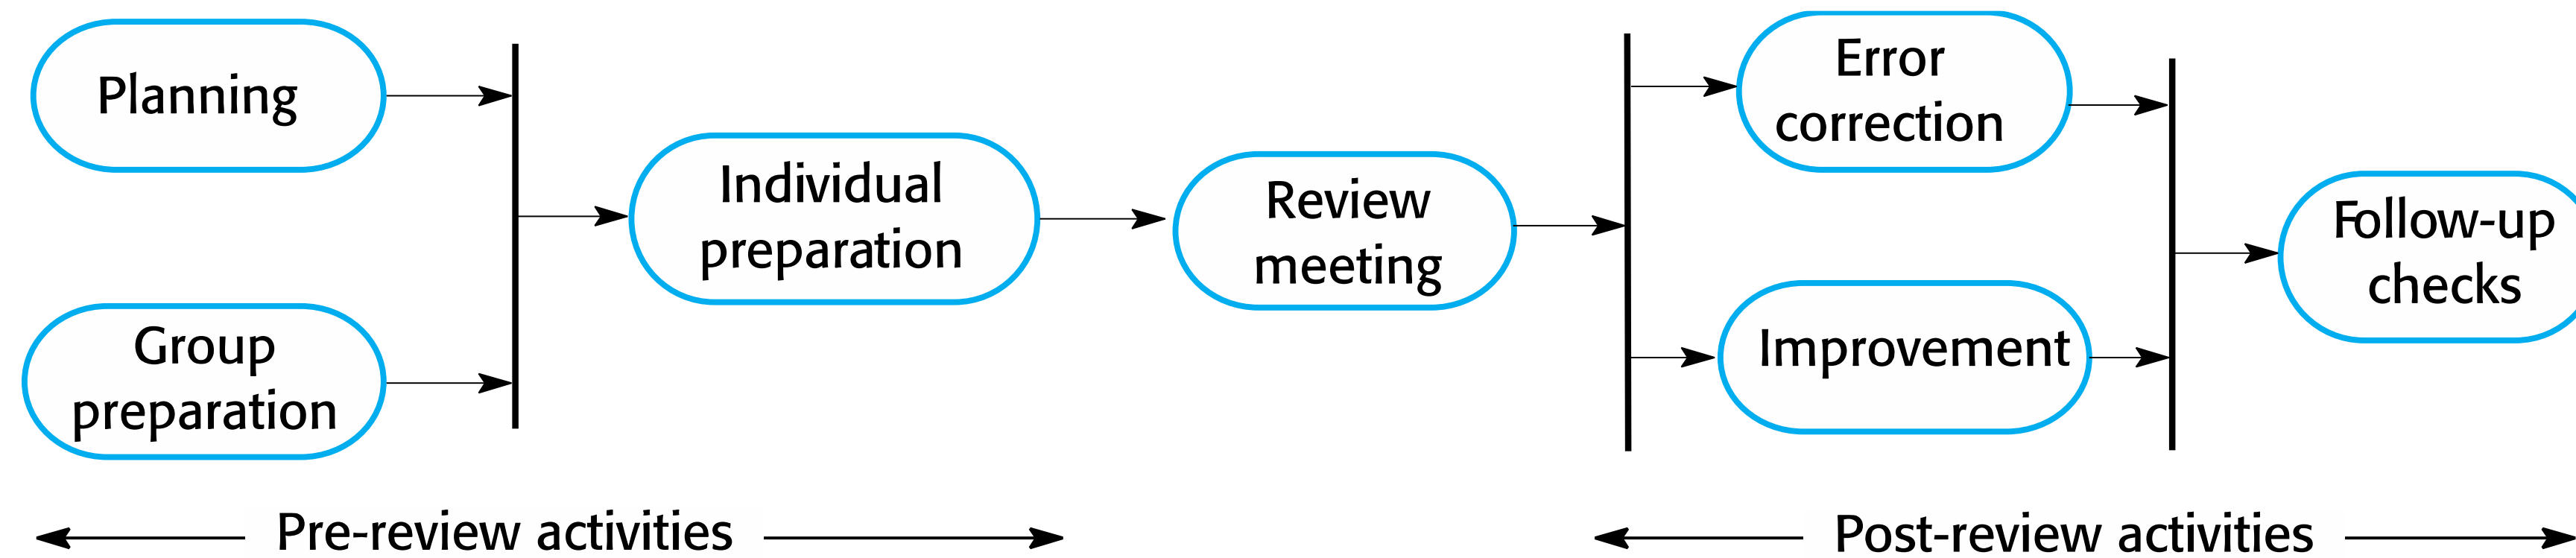 Planning
Group
preparation
Individual
preparation
Review
meeting
Error
correction
Improvement
Follow-up
checks
Pre-review activities
Post-review activities